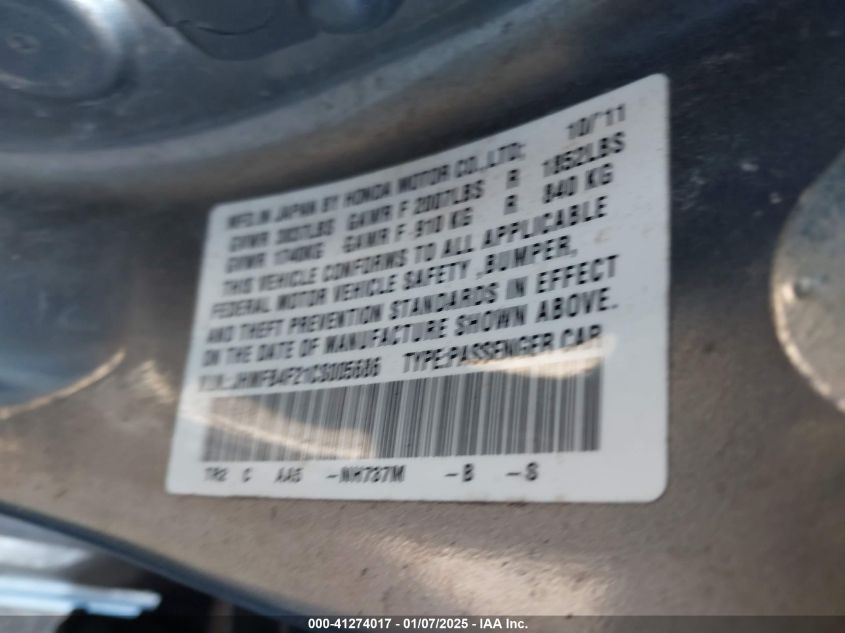 MFD.IN JAPAN BY HONDA MOTOR CO.,LTD; 10/'11
GVWR 3837LBS GAWR F 2007LBS R 1852LBS
GVWR 1740KG GAWR F 910 KG R 840 KG
THIS VEHICLE CONFORMS TO ALL APPLICABLE
FEDERAL MOTOR VEHICLE SAFETY ,BUMPER,
AND THEFT PREVENTION STANDARDS IN EFFECT
ON THE DATE OF MANUFACTURE SHOWN ABOVE.
V.I.N.:JHMFB4F21CS005686 TYPE:PASSENGER CAR
TR2 C AA5 -NH737M -B -S
000-41274017 - 01/07/2025 - IAA Inc.